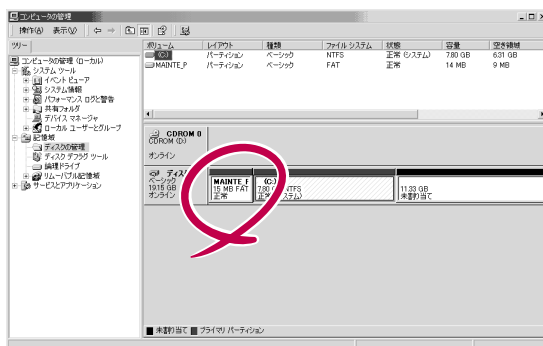 コンピュータの管理
操作(A) 表示(V)
ツリー
コンピュータの管理 (ローカル)
システム ツール
イベント ビューア
システム情報
パフォーマンス ログと警告
共有フォルダ
デバイス マネージャ
ローカル ユーザーとグループ
記憶域
ディスクの管理
ディスク デフラグ ツール
論理ドライブ
リムーバブル記憶域
サービスとアプリケーション
ボリューム レイアウト 種類 ファイル システム 状態 容量 空き領域
(C:) パーティション ベーシック NTFS 正常 (システム) 7.80 GB 6.31 GB
MAINTE_P パーティション ベーシック FAT 正常 14 MB 9 MB
CDROM 0
CDROM (D:)
オンライン
ベーシック
19.15 GB
オンライン
MAINTE_F
15 MB FAT
正常
(C:)
NTFS
11.33 GB
未割り当て
未割り当て プライマリ パーティション